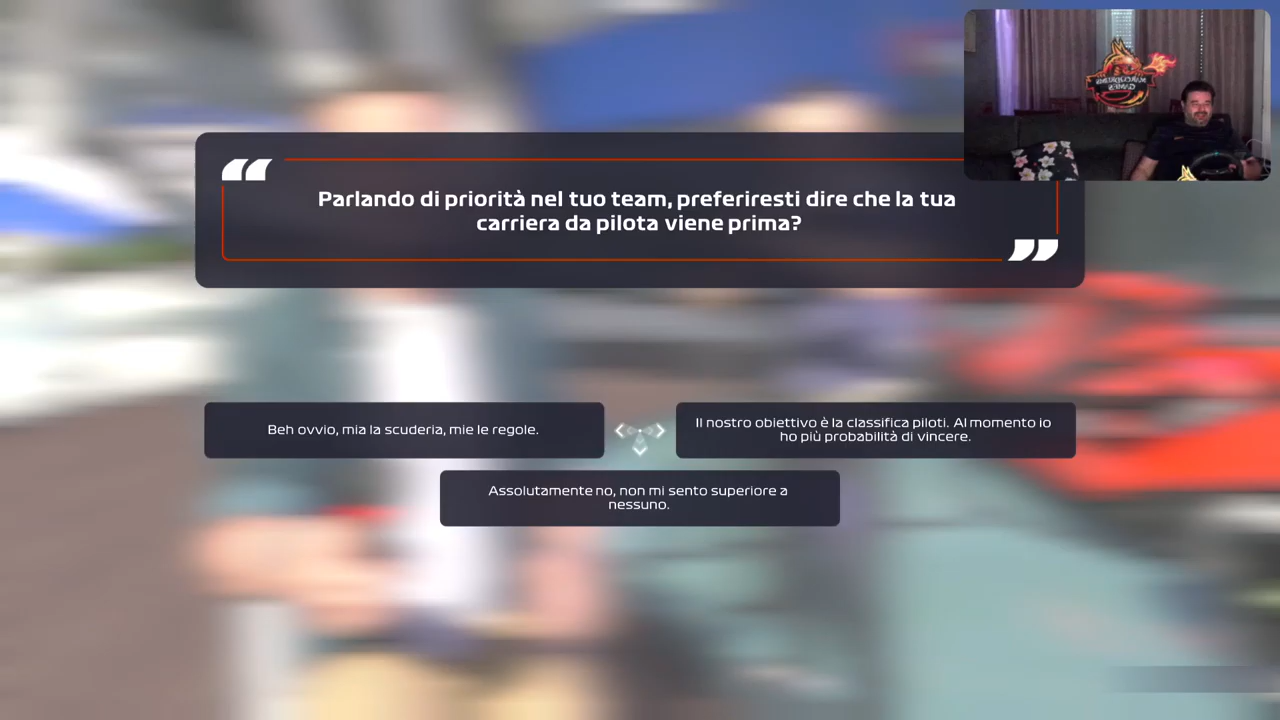 Parlando di priorità nel tuo team, preferiresti dire che la tua
carriera da pilota viene prima?
Beh ovvio, mia la scuderia, mie le regole.
Il nostro obiettivo è la classifica piloti. Al momento io
ho più probabilità di vincere.
Assolutamente no, non mi sento superiore a
nessuno.